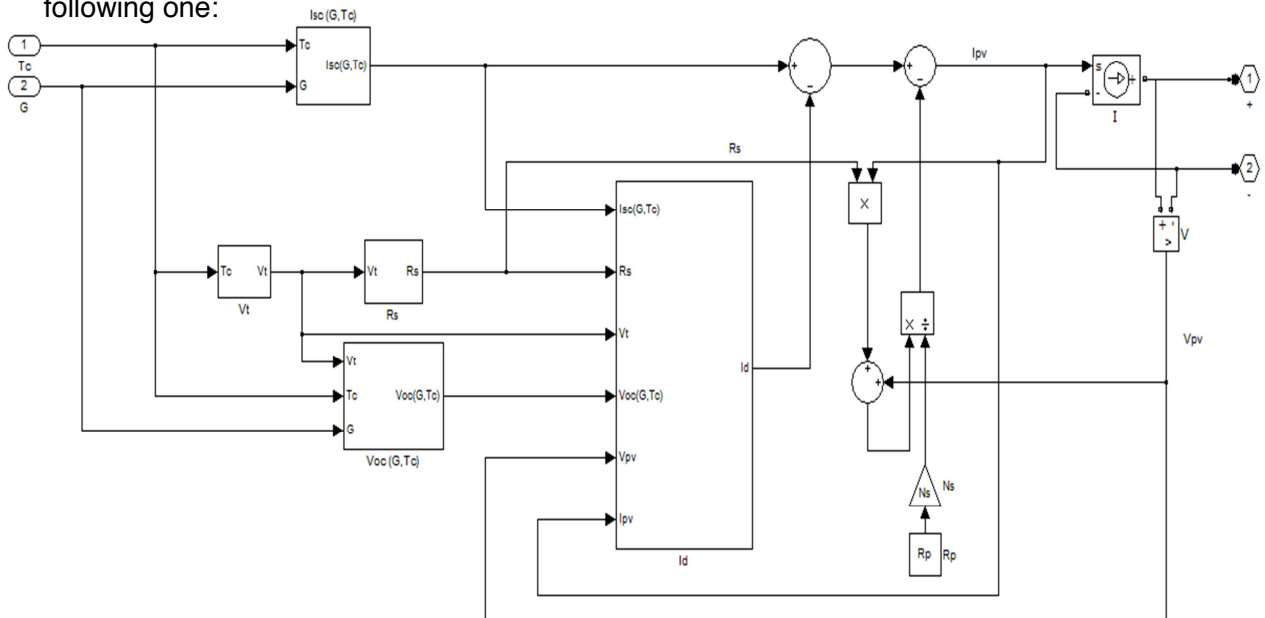 following one:
Isc (G,Tc)
1
Tc
2
G
Tc
Isc(G,Tc)
G
+
-
+
-
Ipv
s
-
+
I
1
+
2
-
Rs
X
Isc(G,Tc)
+ -
>
V
Tc
Vt
Vt
Vt
Rs
Rs
Rs
Vt
X ÷
Vpv
Vt
Tc
Voc(G,Tc)
G
Voc (G,Tc)
Id
Voc(G,Tc)
+
+
Vpv
Ns
Ns
Ipv
Rp
Rp
Id